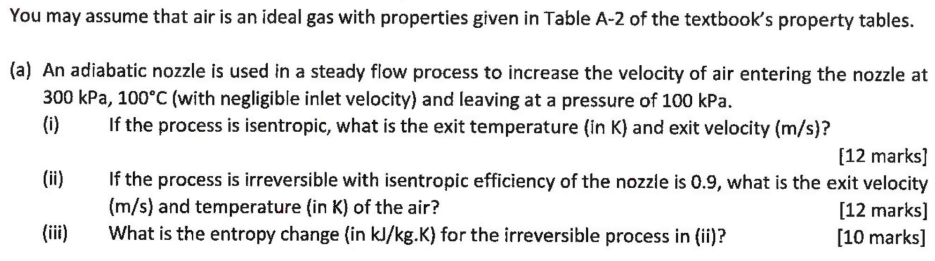 You may assume that air is an ideal gas with properties given in Table A-2 of the textbook's property tables.
(a) An adiabatic nozzle is used in a steady flow process to increase the velocity of air entering the nozzle at
300 kPa, 100°C (with negligible inlet velocity) and leaving at a pressure of 100 kPa.
(i) If the process is isentropic, what is the exit temperature (in K) and exit velocity (m/s)?
[12 marks]
(ii) If the process is irreversible with isentropic efficiency of the nozzle is 0.9, what is the exit velocity
(m/s) and temperature (in K) of the air? [12 marks]
(iii) What is the entropy change (in kJ/kg.K) for the irreversible process in (ii)? [10 marks]